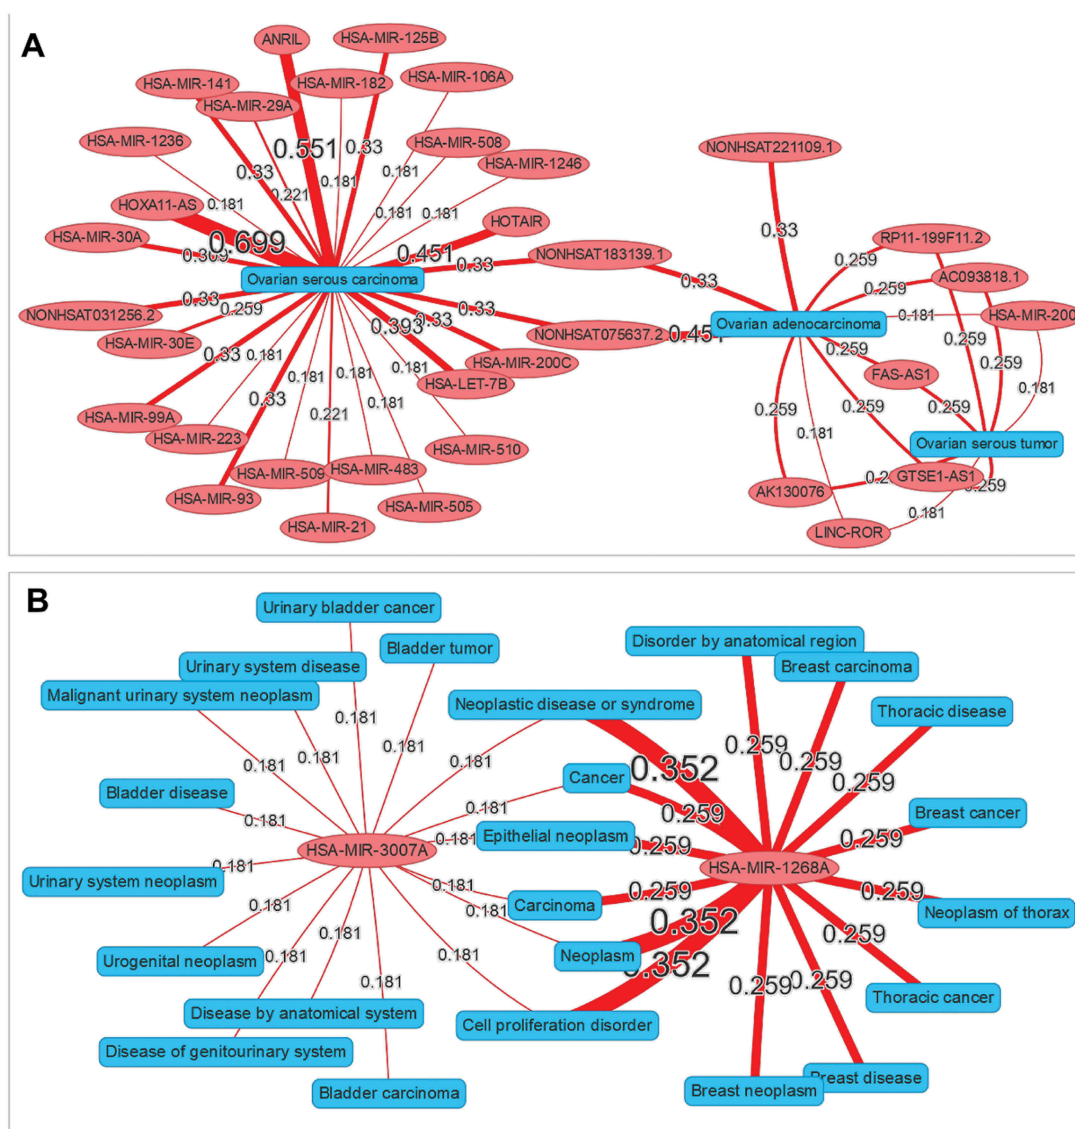 A
ANRIL
HSA-MIR-125B
HSA-MIR-141
HSA-MIR-182
HSA-MIR-106A
HSA-MIR-29A
HSA-MIR-1236
HSA-MIR-508
HSA-MIR-1246
0.551
0.33
0.33
0.181
0.181
0.221
0.181
0.181
0.181
HOXA11-AS
HOTAIR
HSA-MIR-30A
0.699
0.309
0.451
0.33
NONHSAT183139.1
Ovarian serous carcinoma
NONHSAT031256.2
0.33
0.259
0.33
0.393
0.33
NONHSAT075637.2
HSA-MIR-30E
0.33
0.181
0.181
0.181
0.181
HSA-MIR-200C
HSA-LET-7B
0.33
0.221
0.181
HSA-MIR-99A
HSA-MIR-223
HSA-MIR-510
HSA-MIR-509
HSA-MIR-483
HSA-MIR-93
HSA-MIR-505
HSA-MIR-21
NONHSAT221109.1
0.33
RP11-199F11.2
0.259
AC093818.1
0.33
0.259
HSA-MIR-200
Ovarian adenocarcinoma
0.181
0.451
0.259
0.259
0.259
FAS-AS1
0.181
0.259
0.259
0.259
0.181
Ovarian serous tumor
GTSE1-AS1
0.2
0.259
AK130076
0.181
LINC-ROR
B
Urinary bladder cancer
Bladder tumor
Disorder by anatomical region
Urinary system disease
Breast carcinoma
Malignant urinary system neoplasm
Neoplastic disease or syndrome
Thoracic disease
0.181
0.181
0.181
0.181
0.181
0.352
0.259
0.259
0.259
Bladder disease
Cancer
0.181
0.181
0.259
Breast cancer
Epithelial neoplasm
0.181
0.259
0.259
HSA-MIR-3007A
HSA-MIR-1268A
0.181
Urinary system neoplasm
0.181
0.259
0.259
Carcinoma
0.181
0.181
0.352
Neoplasm of thorax
0.181
0.259
Urogenital neoplasm
0.181
0.181
Neoplasm
0.352
0.181
0.259
0.259
Thoracic cancer
Disease by anatomical system
Cell proliferation disorder
Disease of genitourinary system
Breast disease
Bladder carcinoma
Breast neoplasm